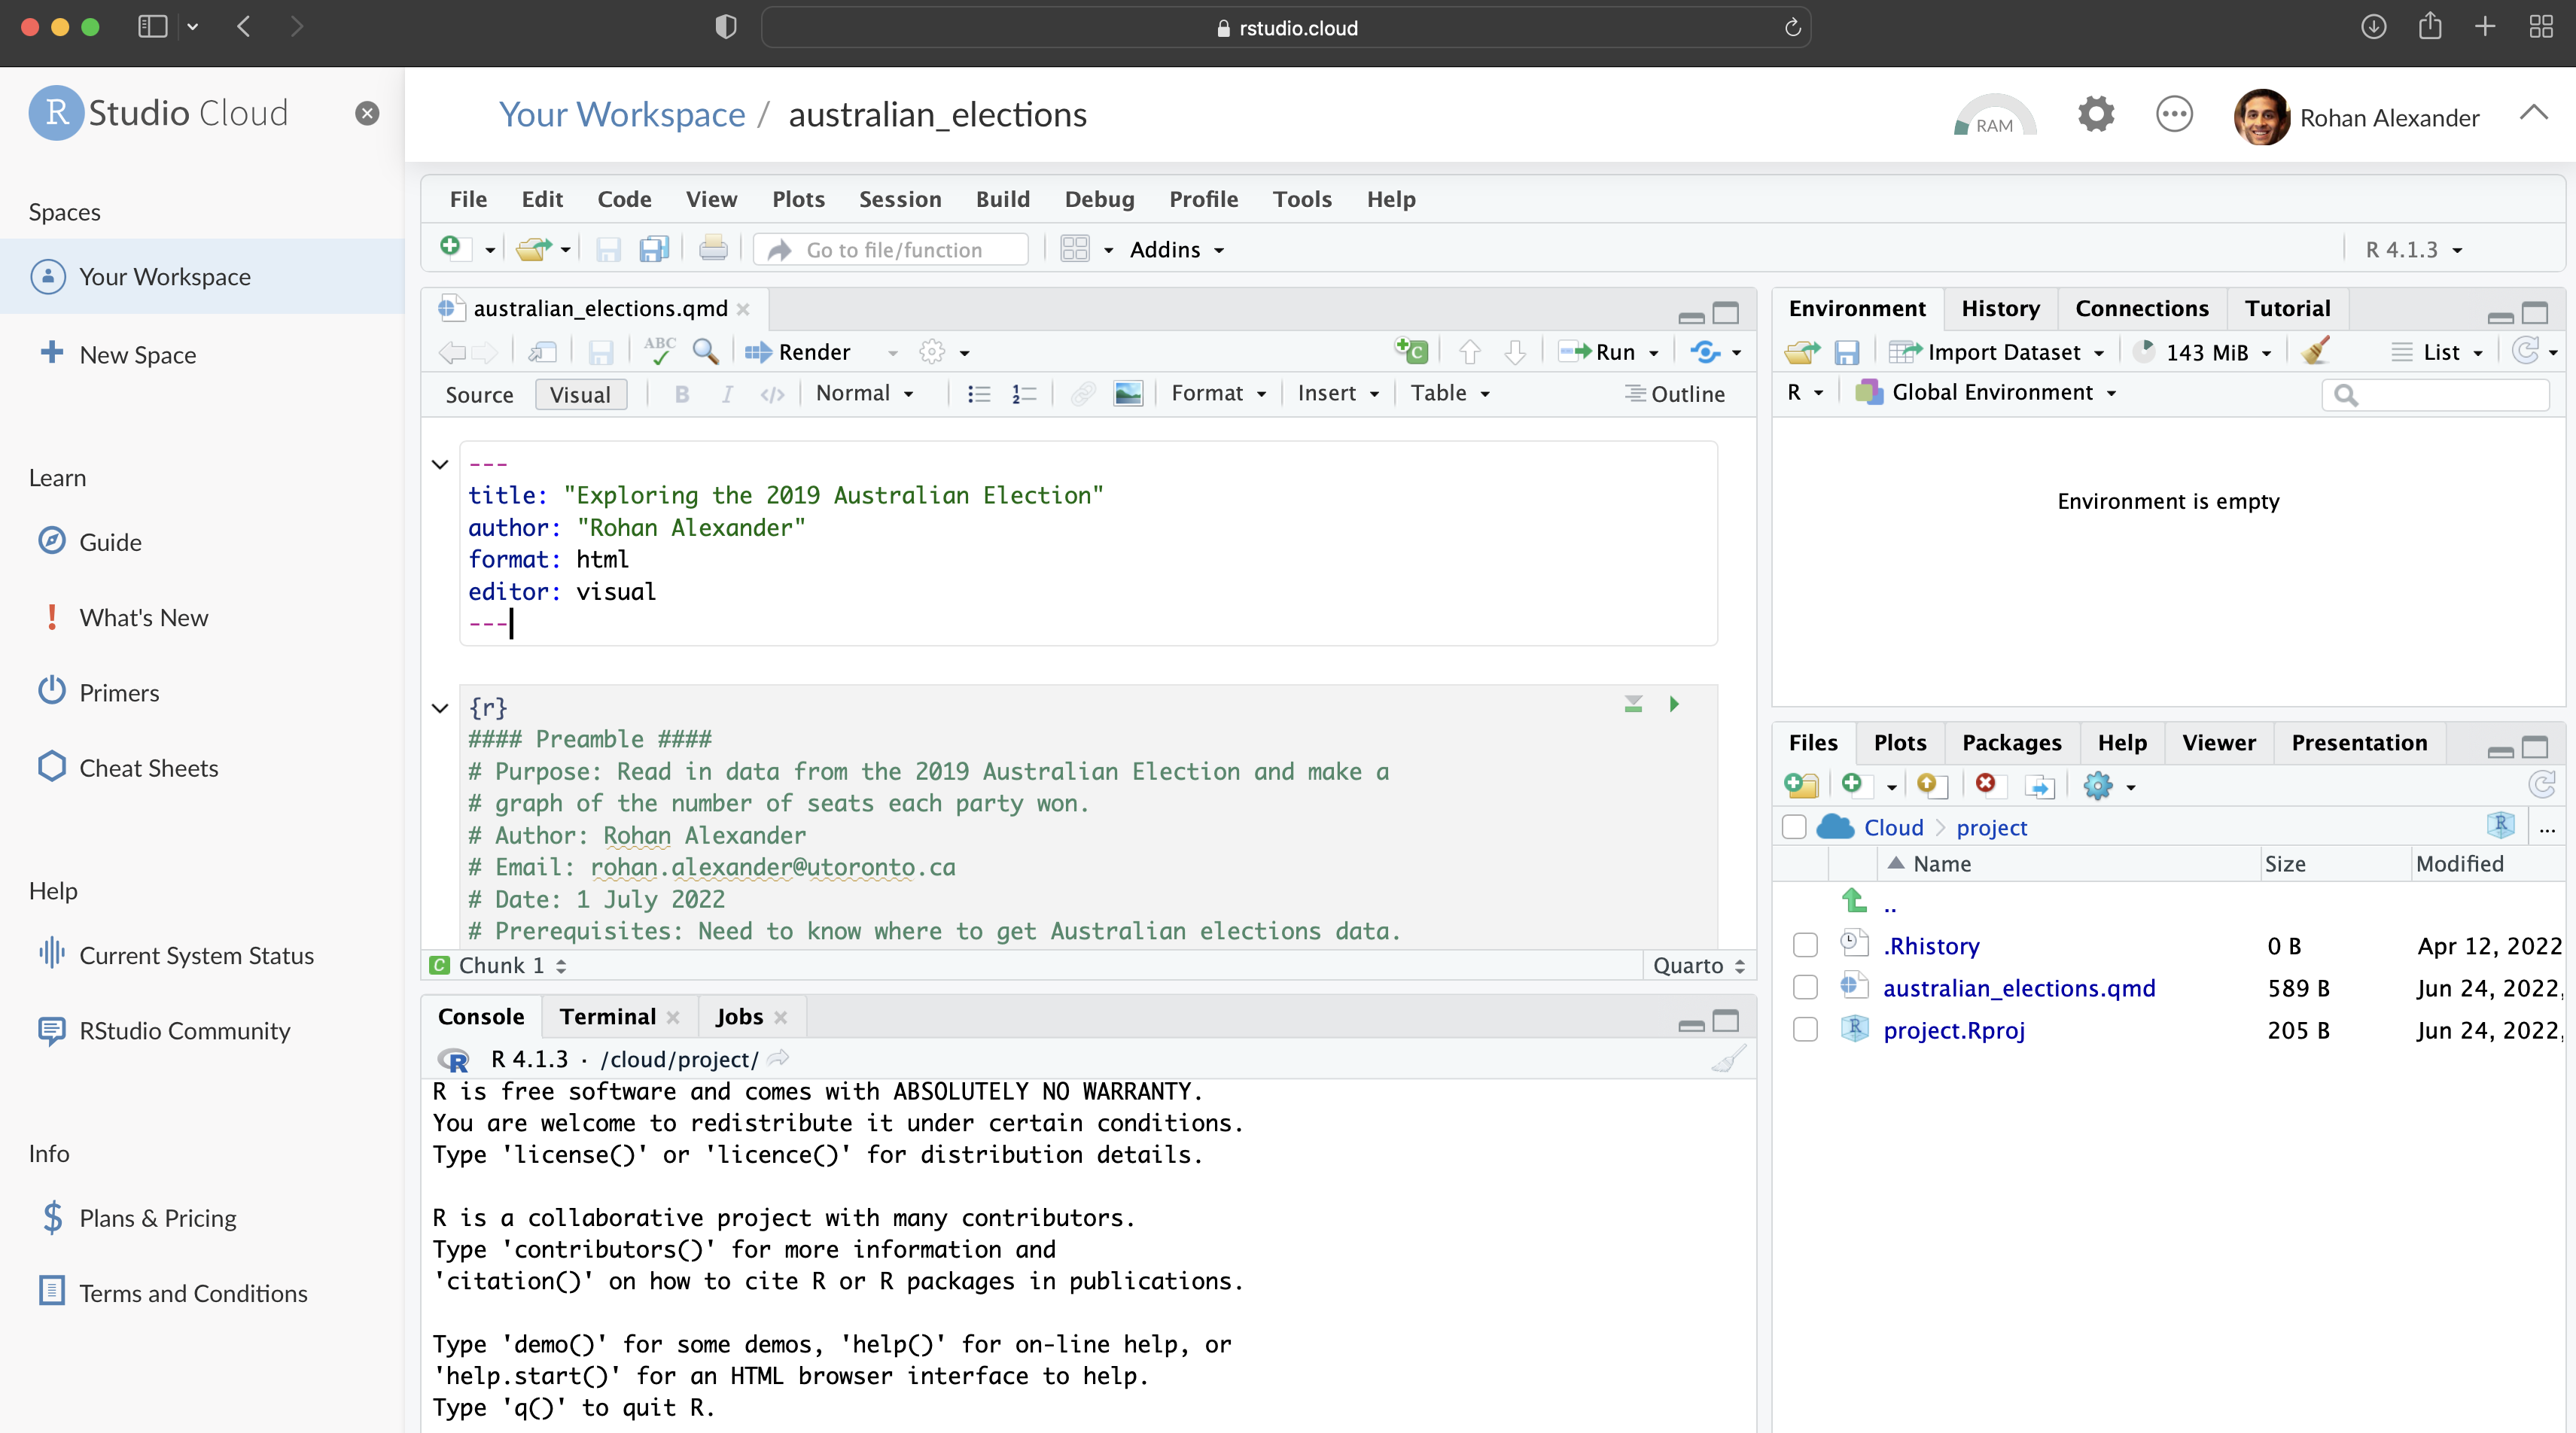 rstudio.cloud
R Studio Cloud
Your Workspace / australian_elections
RAM
Rohan Alexander
Spaces
Your Workspace
New Space
Learn
Guide
What's New
Primers
Cheat Sheets
Help
Current System Status
RStudio Community
Info
Plans & Pricing
Terms and Conditions
File Edit Code View Plots Session Build Debug Profile Tools Help
Go to file/function
Addins
R 4.1.3
australian_elections.qmd
ABC
Render
C
Run
Source Visual B I </> Normal
Format Insert Table Outline
---
title: "Exploring the 2019 Australian Election"
author: "Rohan Alexander"
format: html
editor: visual
---
{r}
#### Preamble ####
# Purpose: Read in data from the 2019 Australian Election and make a
# graph of the number of seats each party won.
# Author: Rohan Alexander
# Email: rohan.alexander@utoronto.ca
# Date: 1 July 2022
# Prerequisites: Need to know where to get Australian elections data.
C Chunk 1
Quarto
Console Terminal Jobs
R R 4.1.3 · /cloud/project/
R is free software and comes with ABSOLUTELY NO WARRANTY.
You are welcome to redistribute it under certain conditions.
Type 'license()' or 'licence()' for distribution details.
R is a collaborative project with many contributors.
Type 'contributors()' for more information and
'citation()' on how to cite R or R packages in publications.
Type 'demo()' for some demos, 'help()' for on-line help, or
'help.start()' for an HTML browser interface to help.
Type 'q()' to quit R.
Environment History Connections Tutorial
Import Dataset 143 MiB List
R Global Environment
Environment is empty
Files Plots Packages Help Viewer Presentation
Cloud project R ...
Name Size Modified
..
.Rhistory 0 B Apr 12, 2022
australian_elections.qmd 589 B Jun 24, 2022,
R project.Rproj 205 B Jun 24, 2022,